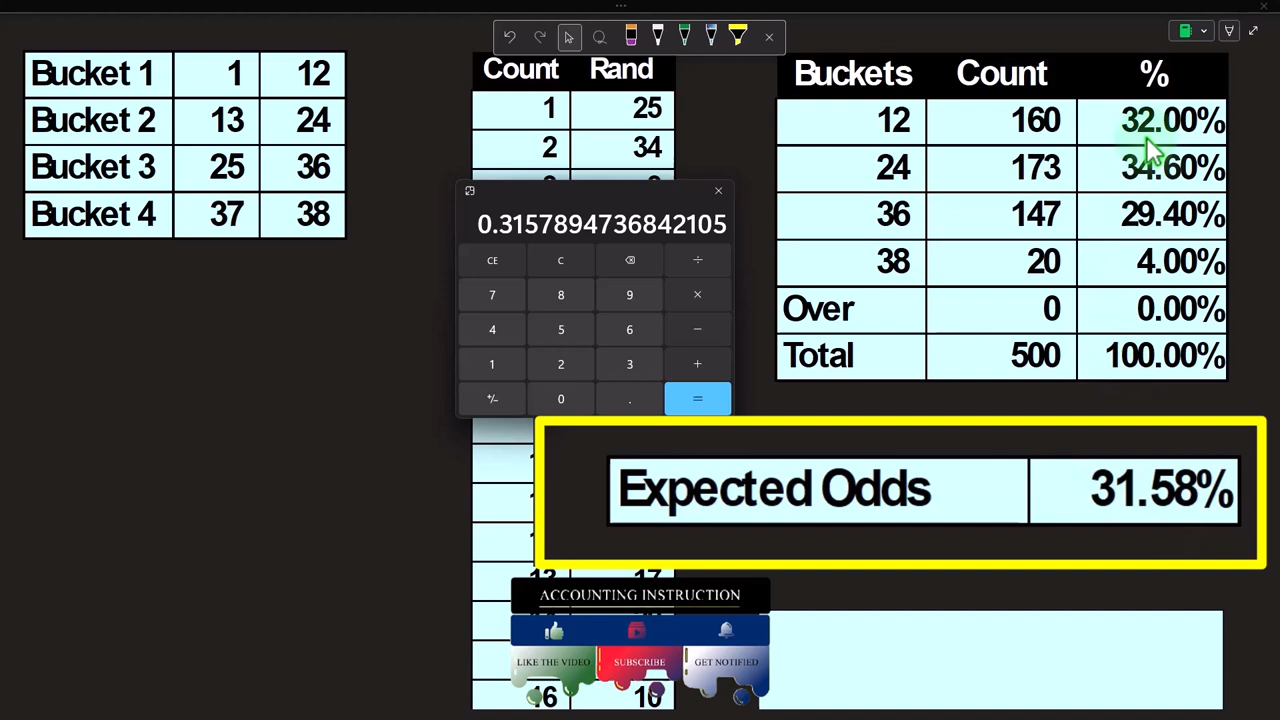 Bucket 1 1 12
Bucket 2 13 24
Bucket 3 25 36
Bucket 4 37 38
Count Rand
1 25
2 34
0.3157894736842105
CE C ⌫ ÷
7 8 9 ×
4 5 6 −
1 2 3 +
+/- 0 . =
Buckets Count %
12 160 32.00%
24 173 34.60%
36 147 29.40%
38 20 4.00%
Over 0 0.00%
Total 500 100.00%
Expected Odds 31.58%
ACCOUNTING INSTRUCTION
LIKE THE VIDEO SUBSCRIBE GET NOTIFIED
16 10